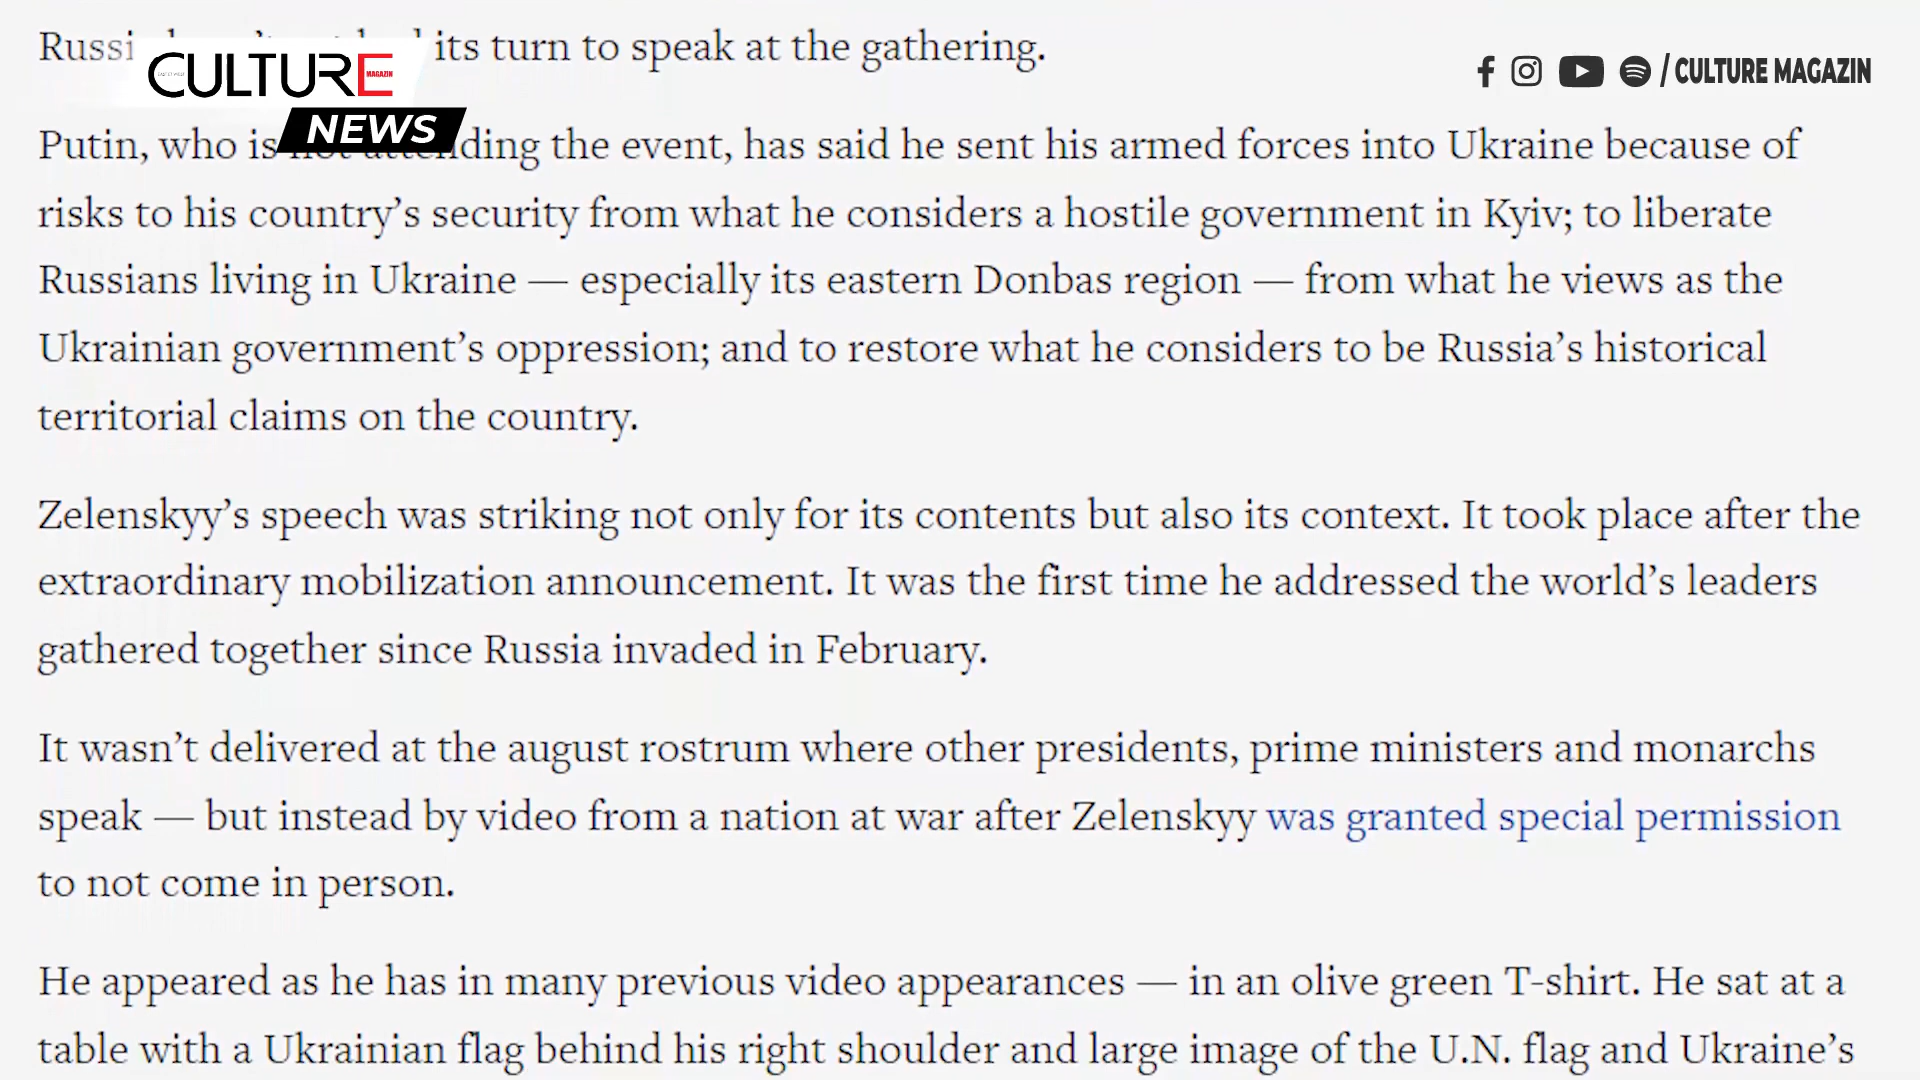 its turn to speak at the gathering.
CULTURE
MAGAZIN
NEWS
/ CULTURE MAGAZIN
Putin, who is not attending the event, has said he sent his armed forces into Ukraine because of
risks to his country’s security from what he considers a hostile government in Kyiv; to liberate
Russians living in Ukraine — especially its eastern Donbas region — from what he views as the
Ukrainian government’s oppression; and to restore what he considers to be Russia’s historical
territorial claims on the country.
Zelenskyy’s speech was striking not only for its contents but also its context. It took place after the
extraordinary mobilization announcement. It was the first time he addressed the world’s leaders
gathered together since Russia invaded in February.
It wasn’t delivered at the august rostrum where other presidents, prime ministers and monarchs
speak — but instead by video from a nation at war after Zelenskyy was granted special permission
to not come in person.
He appeared as he has in many previous video appearances — in an olive green T-shirt. He sat at a
table with a Ukrainian flag behind his right shoulder and large image of the U.N. flag and Ukraine’s